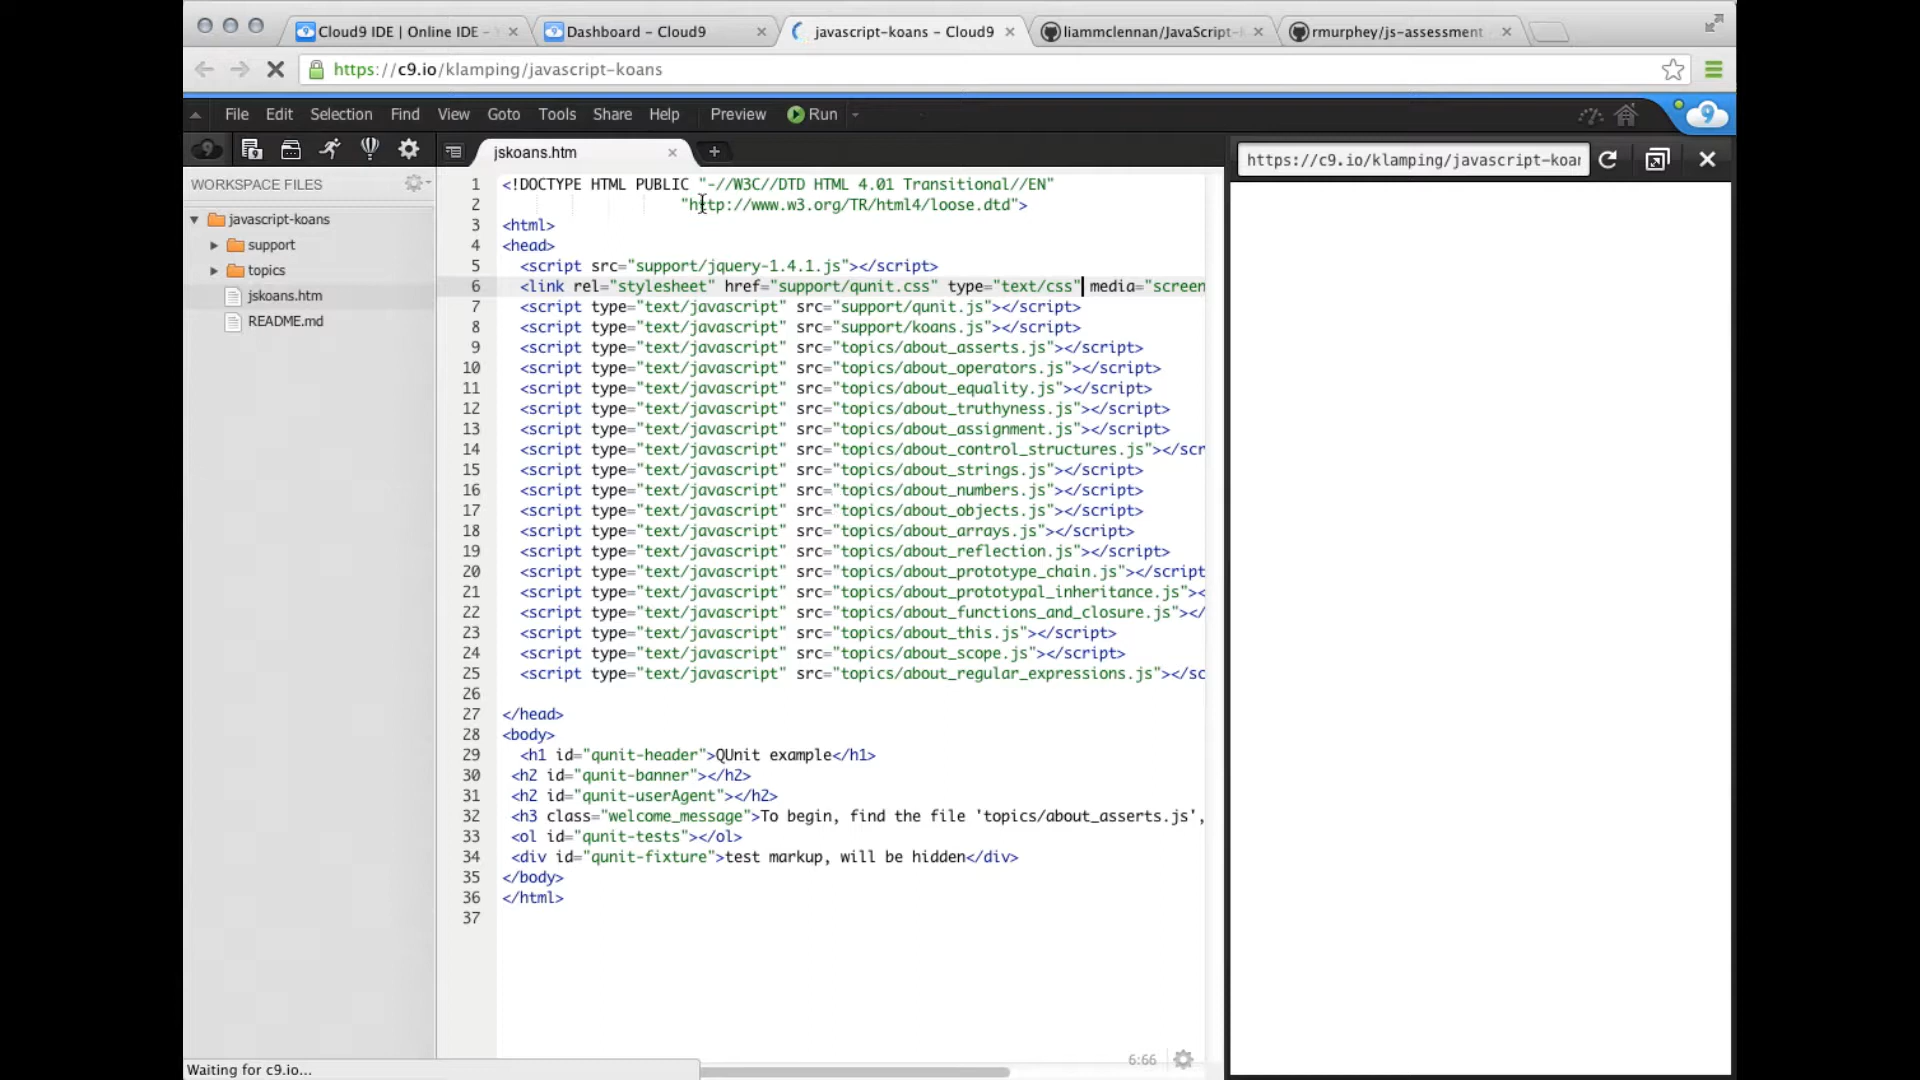 Cloud9 IDE | Online IDE -
Dashboard – Cloud9
javascript-koans – Cloud9
liammclennan/JavaScript-
rmurphey/js-assessment
https://c9.io/klamping/javascript-koans
File Edit Selection Find View Goto Tools Share Help Preview Run
9
WORKSPACE FILES
javascript-koans
support
topics
jskoans.htm
README.md
jskoans.htm
https://c9.io/klamping/javascript-koan
1 <!DOCTYPE HTML PUBLIC "-//W3C//DTD HTML 4.01 Transitional//EN"
2 "http://www.w3.org/TR/html4/loose.dtd">
3 <html>
4 <head>
5 <script src="support/jquery-1.4.1.js"></script>
6 <link rel="stylesheet" href="support/qunit.css" type="text/css" media="screen
7 <script type="text/javascript" src="support/qunit.js"></script>
8 <script type="text/javascript" src="support/koans.js"></script>
9 <script type="text/javascript" src="topics/about_asserts.js"></script>
10 <script type="text/javascript" src="topics/about_operators.js"></script>
11 <script type="text/javascript" src="topics/about_equality.js"></script>
12 <script type="text/javascript" src="topics/about_truthyness.js"></script>
13 <script type="text/javascript" src="topics/about_assignment.js"></script>
14 <script type="text/javascript" src="topics/about_control_structures.js"></scr
15 <script type="text/javascript" src="topics/about_strings.js"></script>
16 <script type="text/javascript" src="topics/about_numbers.js"></script>
17 <script type="text/javascript" src="topics/about_objects.js"></script>
18 <script type="text/javascript" src="topics/about_arrays.js"></script>
19 <script type="text/javascript" src="topics/about_reflection.js"></script>
20 <script type="text/javascript" src="topics/about_prototype_chain.js"></script
21 <script type="text/javascript" src="topics/about_prototypal_inheritance.js"><
22 <script type="text/javascript" src="topics/about_functions_and_closure.js"></
23 <script type="text/javascript" src="topics/about_this.js"></script>
24 <script type="text/javascript" src="topics/about_scope.js"></script>
25 <script type="text/javascript" src="topics/about_regular_expressions.js"></sc
26
27 </head>
28 <body>
29 <h1 id="qunit-header">QUnit example</h1>
30 <h2 id="qunit-banner"></h2>
31 <h2 id="qunit-userAgent"></h2>
32 <h3 class="welcome_message">To begin, find the file 'topics/about_asserts.js',
33 <ol id="qunit-tests"></ol>
34 <div id="qunit-fixture">test markup, will be hidden</div>
35 </body>
36 </html>
37
6:66
Waiting for c9.io...